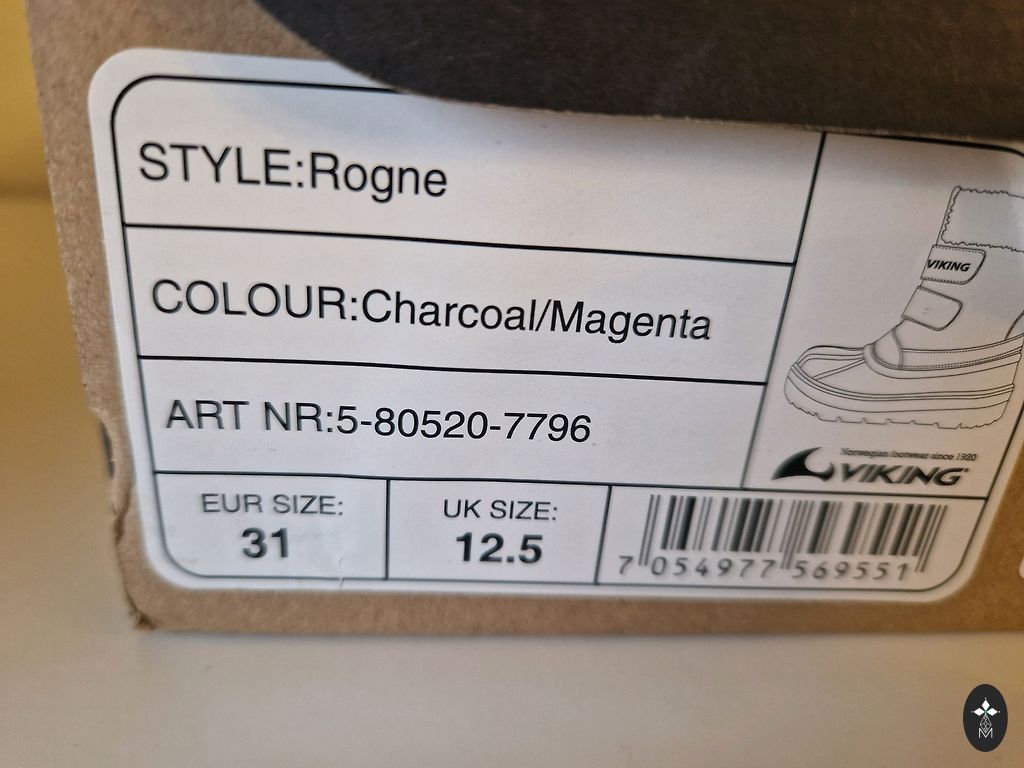 STYLE:Rogne
COLOUR:Charcoal/Magenta
ART NR:5-80520-7796
EUR SIZE:
31
UK SIZE:
12.5
VIKING
Norwegian footwear since 1920
VIKING®
7 054977 569551
M